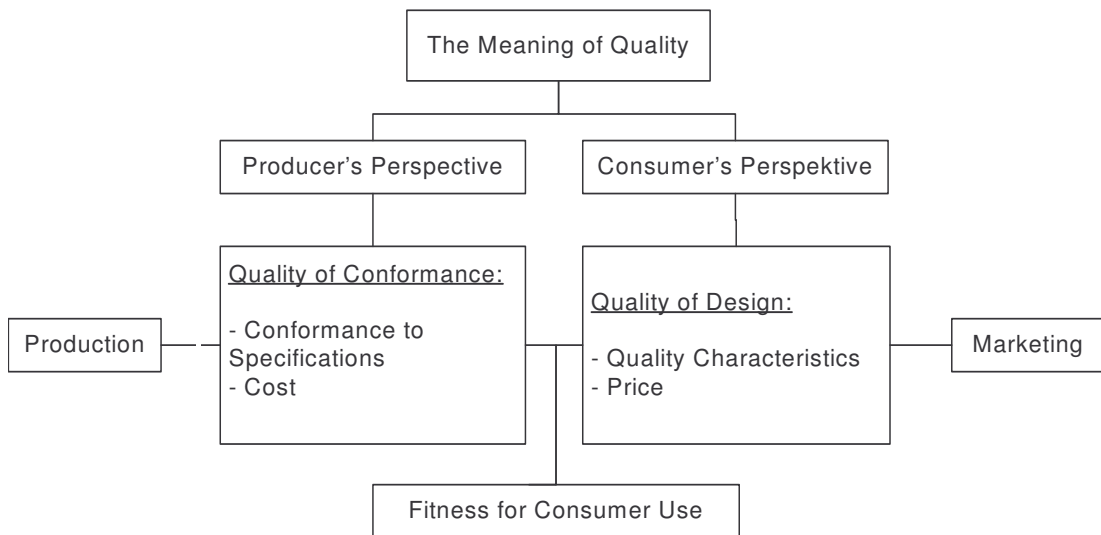 The Meaning of Quality
Producer's Perspective
Consumer's Perspektive
Quality of Conformance:
- Conformance to
Specifications
- Cost
Quality of Design:
- Quality Characteristics
- Price
Production
Marketing
Fitness for Consumer Use